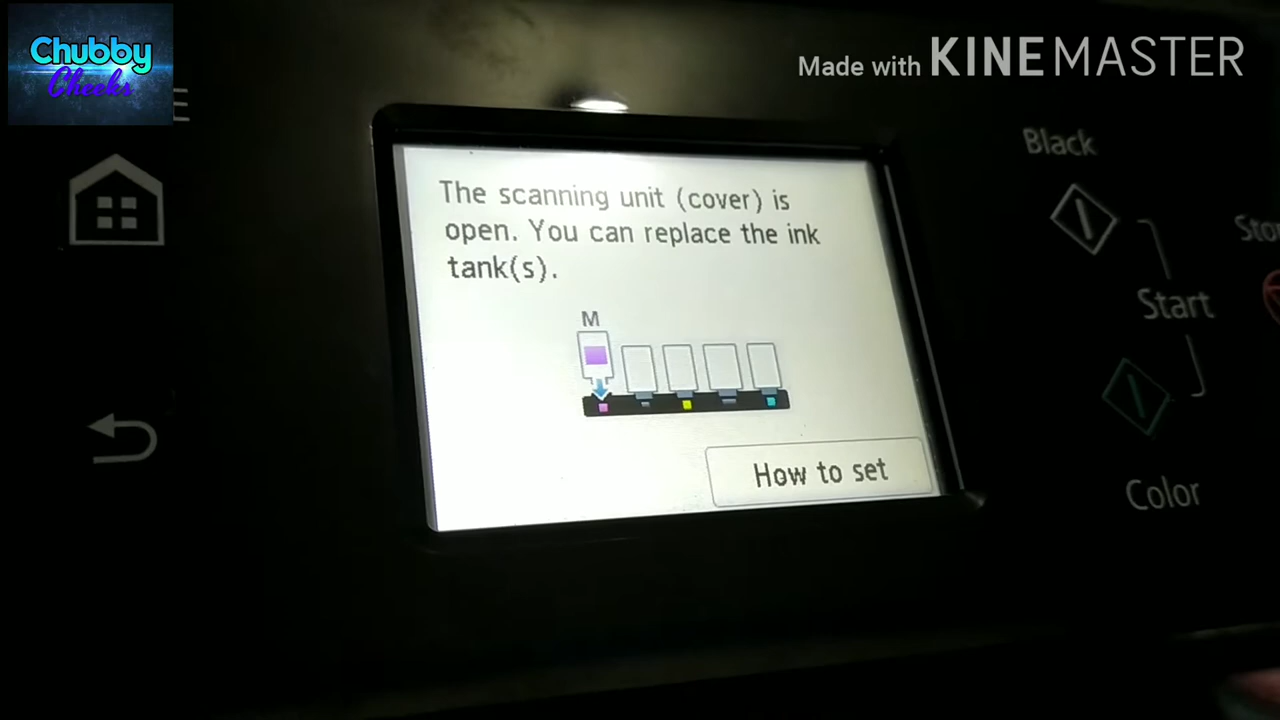 Chubby
Cheeks
Made with KINEMASTER
The scanning unit (cover) is
open. You can replace the ink
tank(s).
M
How to set
Black
Start
Color